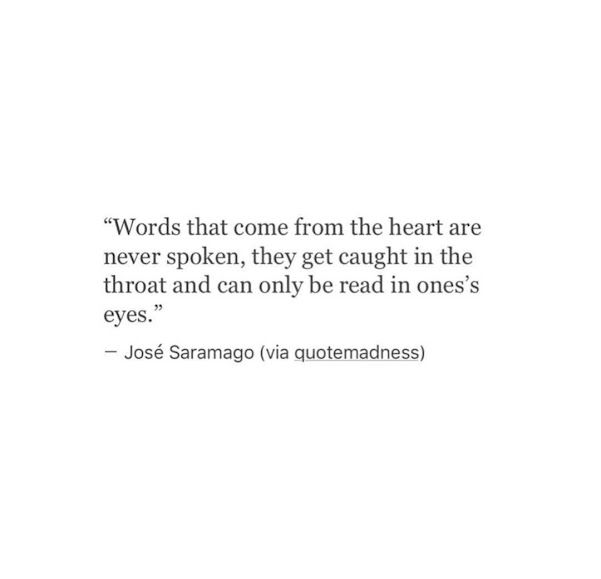 “Words that come from the heart are
never spoken, they get caught in the
throat and can only be read in ones’s
eyes.”
— José Saramago (via quotemadness)